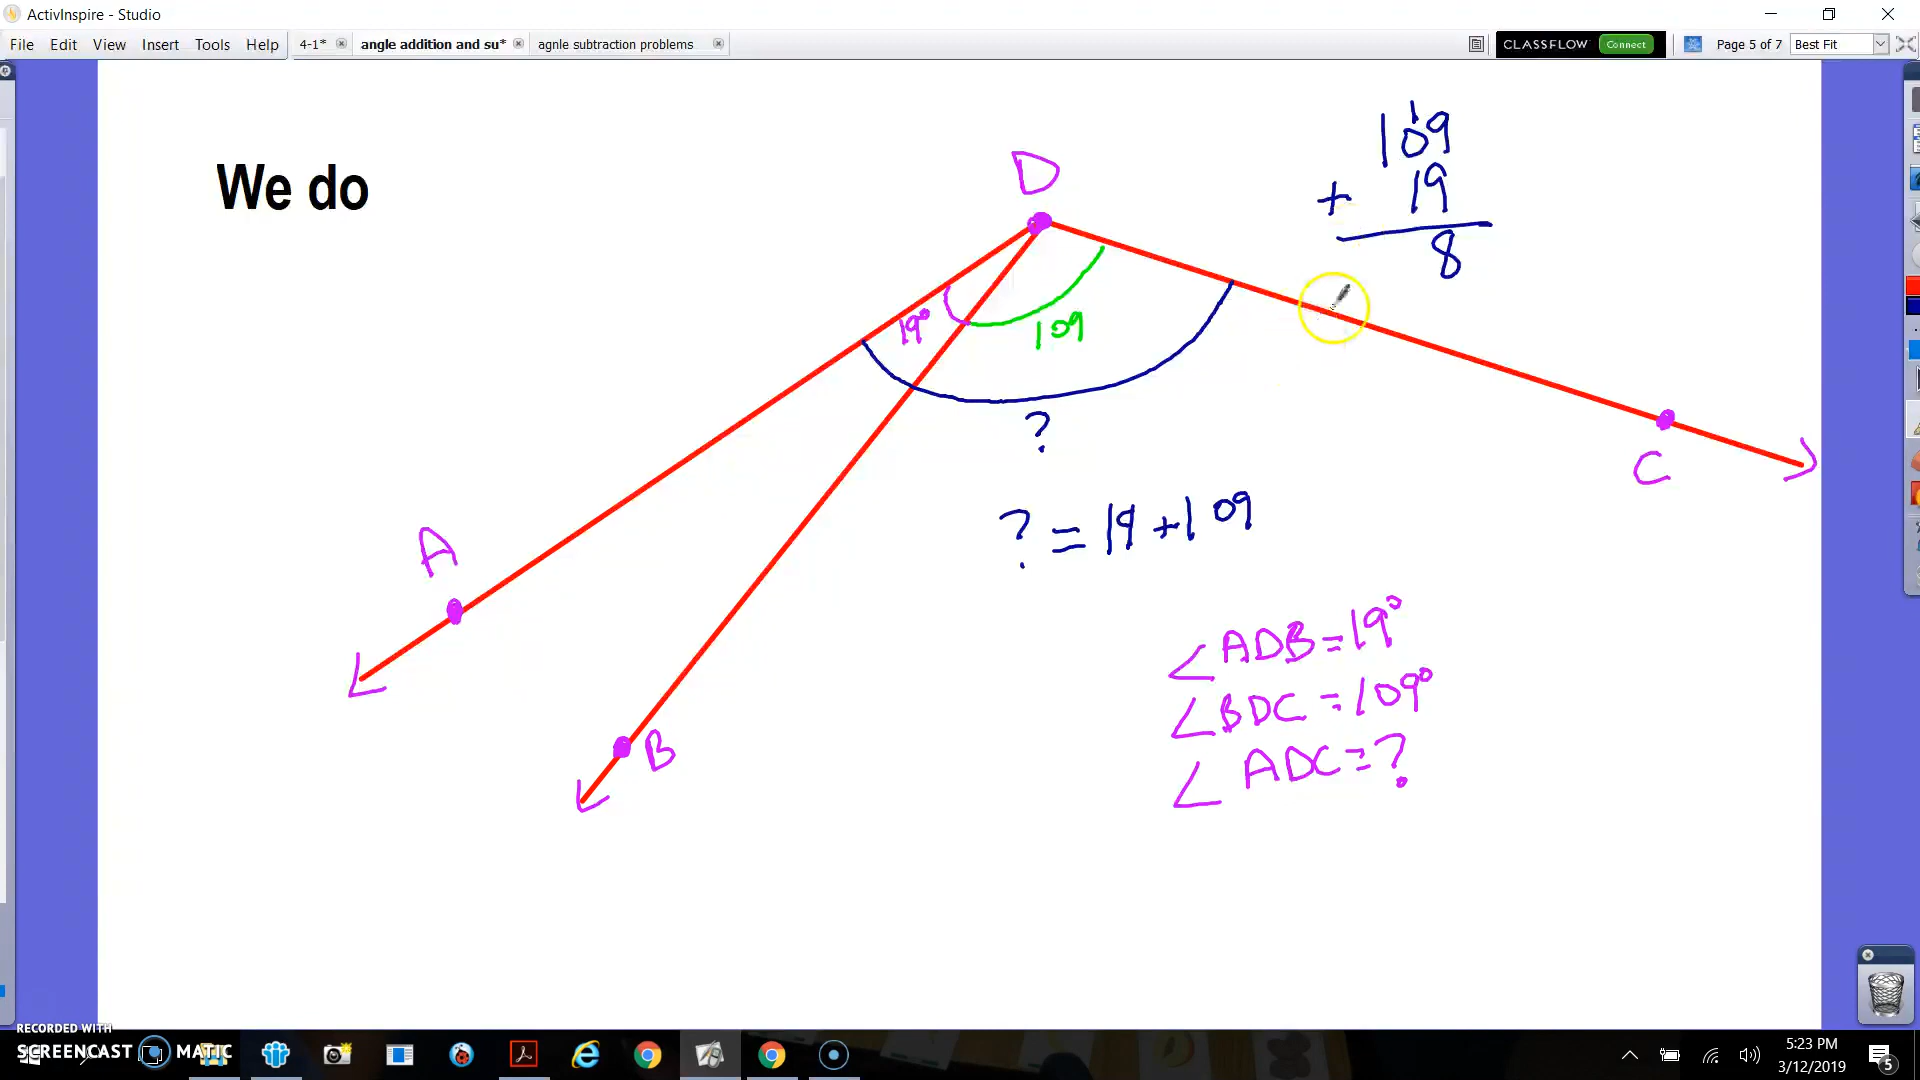 ActivInspire - Studio
File Edit View Insert Tools Help
4-1* angle addition and su* agnle subtraction problems
CLASSFLOW Connect
Page 5 of 7 Best Fit
We do
D
109
1
+ 19
8
19°
109
?
C
? = 19 + 109
A
∠ADB = 19°
∠BDC = 109°
∠ADC = ?
B
RECORDED WITH
SCREENCAST MATIC
5:23 PM
3/12/2019
5